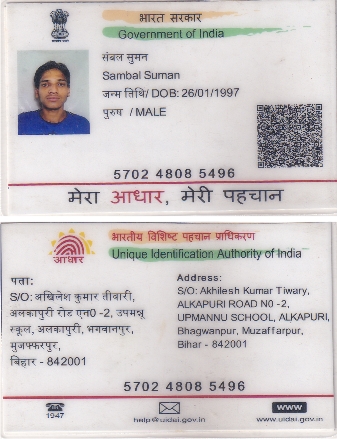 भारत सरकार
Government of India
संबल सुमन
Sambal Suman
जन्म तिथि/ DOB: 26/01/1997
पुरुष / MALE
5702 4808 5496
मेरा आधार, मेरी पहचान
भारतीय विशिष्ट पहचान प्राधिकरण
आधार
Unique Identification Authority of India
पता:
S/O: अखिलेश कुमार तीवारी,
अलकापुरी रोड एन0 -2, उपमन्नू
स्कूल, अलकापुरी, भगवानपुर,
मुजफ्फरपुर,
बिहार - 842001
Address:
S/O: Akhilesh Kumar Tiwary,
ALKAPURI ROAD N0 -2,
UPMANNU SCHOOL, ALKAPURI,
Bhagwanpur, Muzaffarpur,
Bihar - 842001
5702 4808 5496
1947
help@uidai.gov.in
www
www.uidai.gov.in